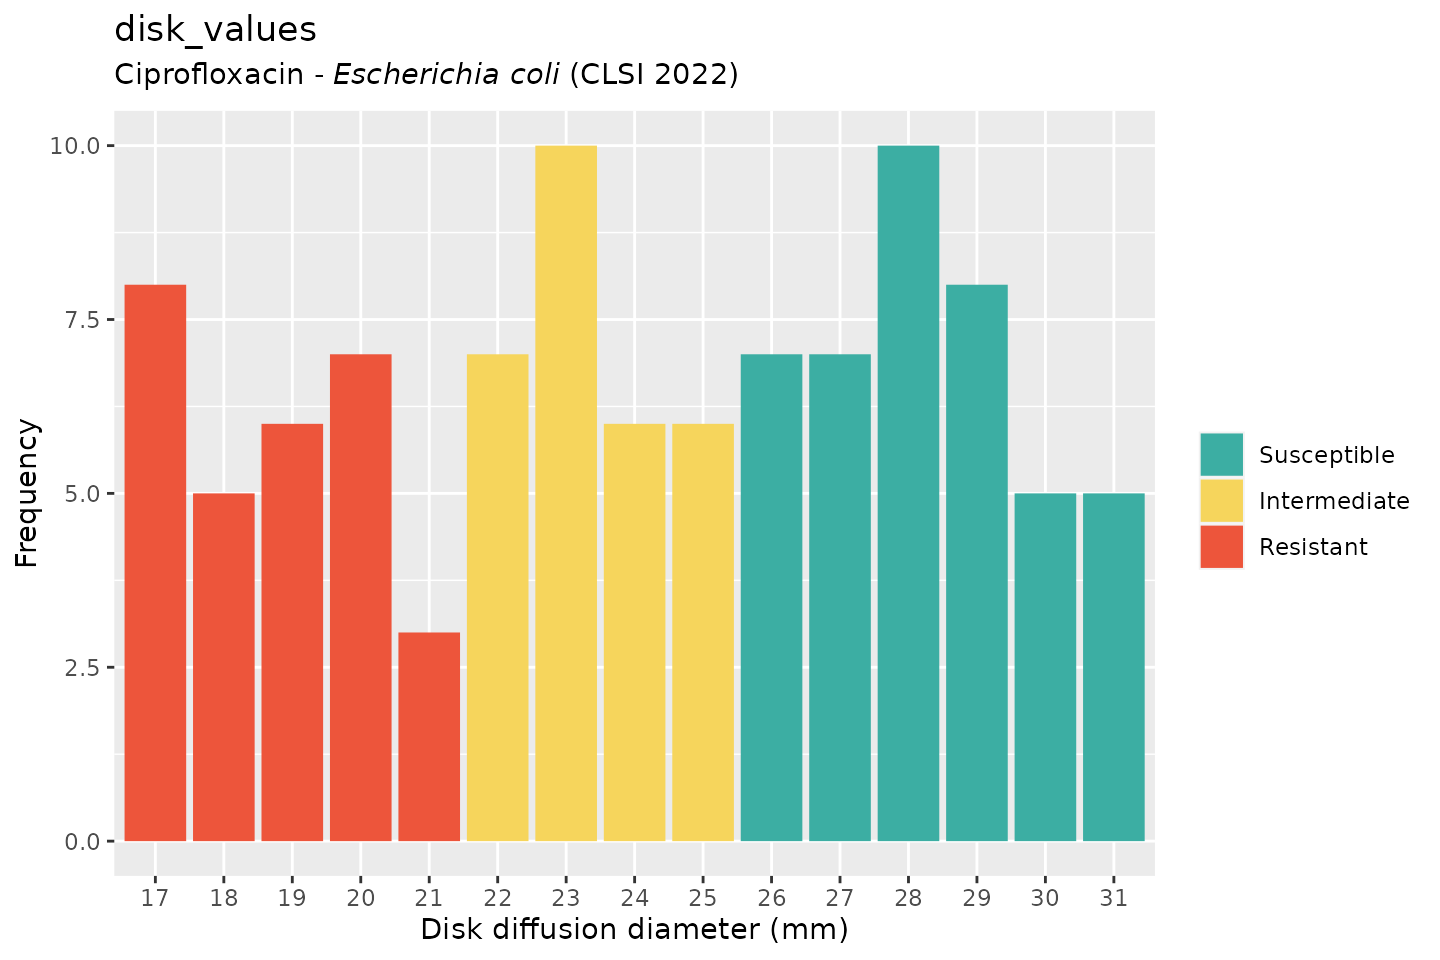 disk_values
Ciprofloxacin - Escherichia coli (CLSI 2022)
10.0
7.5
5.0
2.5
0.0
Frequency
17 18 19 20 21 22 23 24 25 26 27 28 29 30 31
Disk diffusion diameter (mm)
Susceptible
Intermediate
Resistant